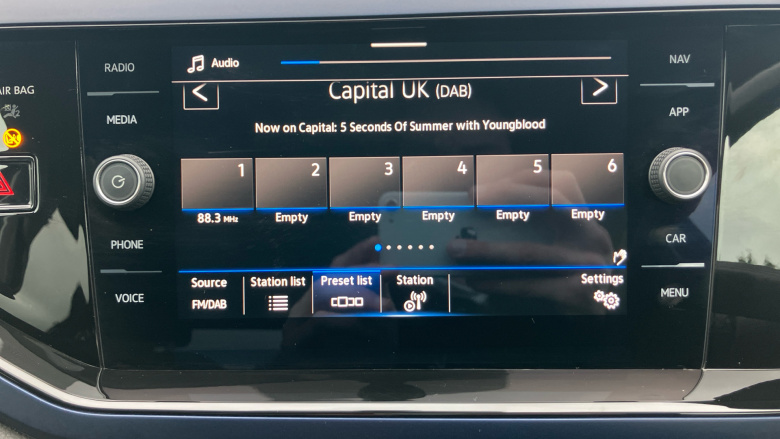 RADIO
MEDIA
PHONE
VOICE
AIR BAG
Audio
Capital UK (DAB)
Now on Capital: 5 Seconds Of Summer with Youngblood
1 2 3 4 5 6
88.3 MHz Empty Empty Empty Empty Empty
Source Station list Preset list Station Settings
FM/DAB
NAV
APP
CAR
MENU